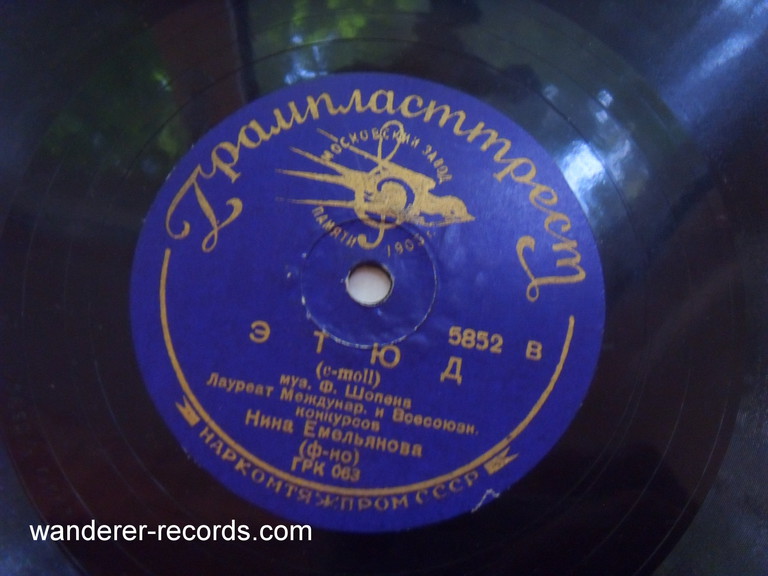 Грампласттрест
МОСКОВСКИЙ ЗАВОД
ПАМЯТИ 1905
5852 В
ЭТЮД
(c-moll)
муз. Ф. Шопена
Лауреат Междунар. и Всесоюзн.
конкурсов
Нина Емельянова
(ф-но)
ГРК 063
НАРКОМТЯЖПРОМ СССР
wanderer-records.com